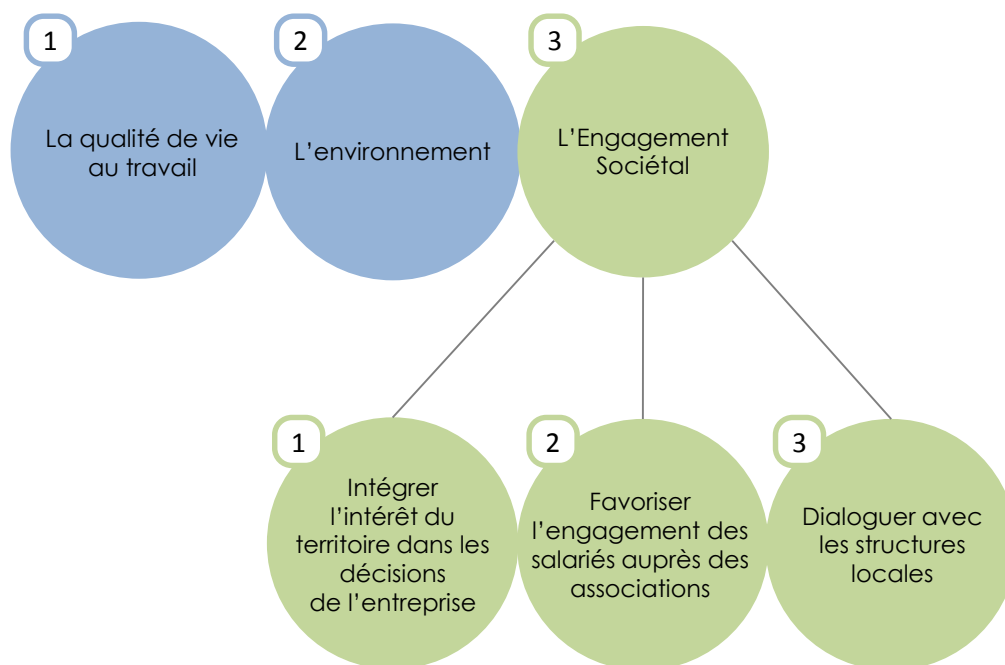 1
La qualité de vie
au travail
2
L’environnement
3
L’Engagement
Sociétal
1
Intégrer
l’intérêt du
territoire dans les
décisions
de l’entreprise
2
Favoriser
l’engagement des
salariés auprès des
associations
3
Dialoguer avec
les structures
locales